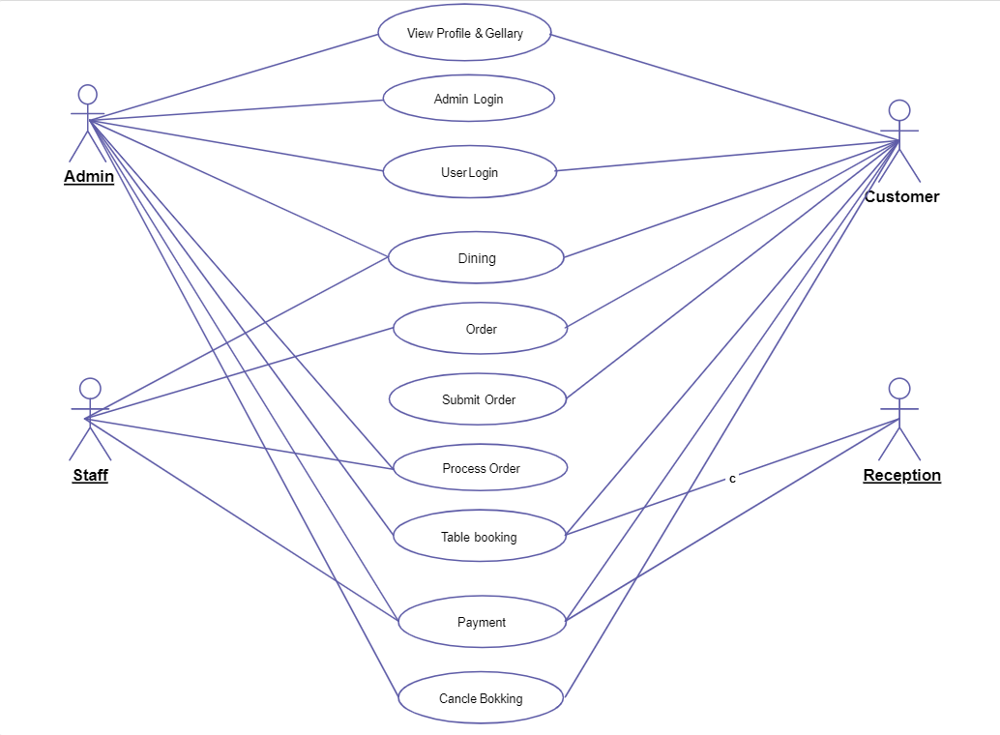 View Profile & Gellary
Admin Login
Admin
User Login
Customer
Dining
Order
Submit Order
Staff
Process Order
Reception
c
Table booking
Payment
Cancle Bokking